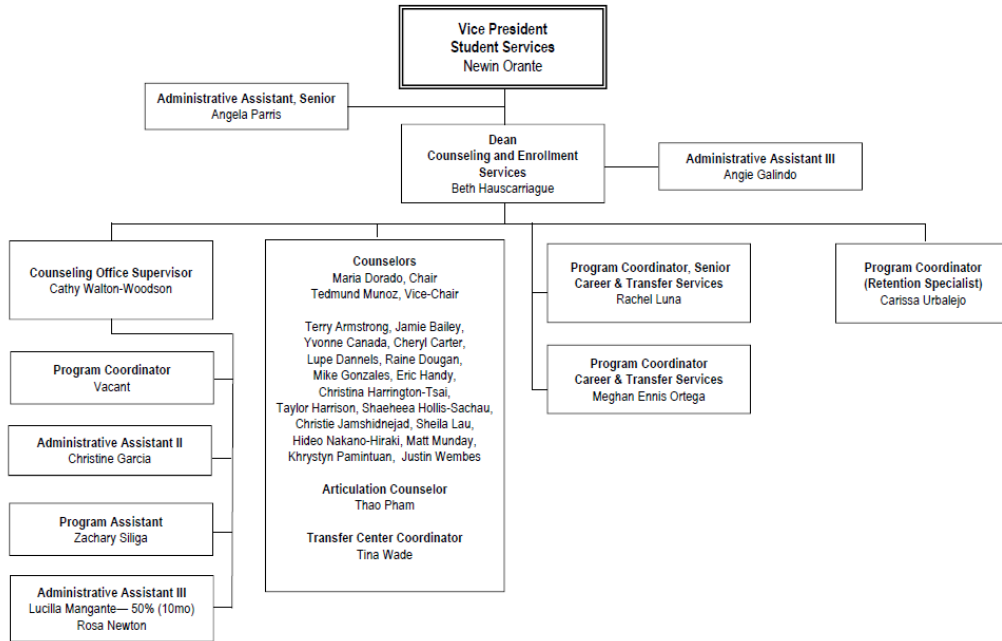 Vice President
Student Services
Newin Orante
Administrative Assistant, Senior
Angela Parris
Dean
Counseling and Enrollment
Services
Beth Hauscarriague
Administrative Assistant III
Angie Galindo
Counseling Office Supervisor
Cathy Walton-Woodson
Program Coordinator
Vacant
Administrative Assistant II
Christine Garcia
Program Assistant
Zachary Siliga
Administrative Assistant III
Lucilla Mangante— 50% (10mo)
Rosa Newton
Counselors
Maria Dorado, Chair
Tedmund Munoz, Vice-Chair
Terry Armstrong, Jamie Bailey,
Yvonne Canada, Cheryl Carter,
Lupe Dannels, Raine Dougan,
Mike Gonzales, Eric Handy,
Christina Harrington-Tsai,
Taylor Harrison, Shaeheea Hollis-Sachau,
Christie Jamshidnejad, Sheila Lau,
Hideo Nakano-Hiraki, Matt Munday,
Khrystyn Pamintuan, Justin Wembes
Articulation Counselor
Thao Pham
Transfer Center Coordinator
Tina Wade
Program Coordinator, Senior
Career & Transfer Services
Rachel Luna
Program Coordinator
Career & Transfer Services
Meghan Ennis Ortega
Program Coordinator
(Retention Specialist)
Carissa Urbalejo